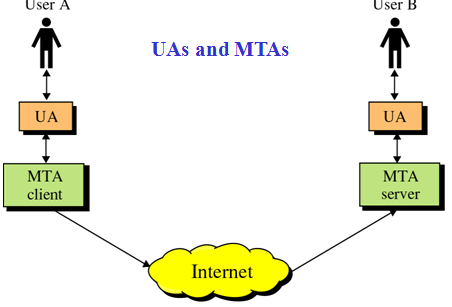 User A
User B
UAs and MTAs
UA
UA
MTA
client
MTA
server
Internet